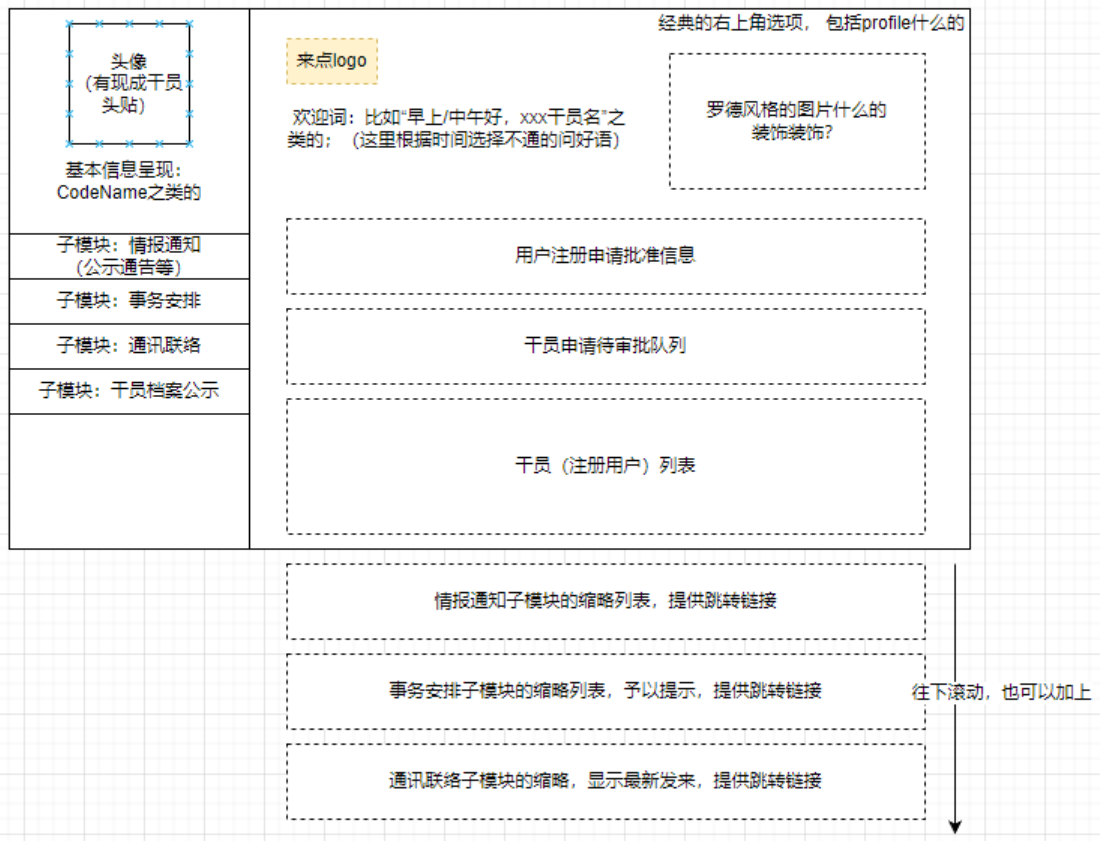 经典的右上角选项， 包括profile什么的
头像
（有现成干员
头贴）
基本信息呈现：
CodeName之类的
子模块：情报通知
（公示通告等）
子模块：事务安排
子模块：通讯联络
子模块：干员档案公示
来点logo
欢迎词：比如“早上/中午好，xxx干员名”之
类的；（这里根据时间选择不通的问好语）
罗德风格的图片什么的
装饰装饰？
用户注册申请批准信息
干员申请待审批队列
干员（注册用户）列表
情报通知子模块的缩略列表，提供跳转链接
事务安排子模块的缩略列表，予以提示，提供跳转链接
往下滚动，也可以加上
通讯联络子模块的缩略，显示最新发来，提供跳转链接